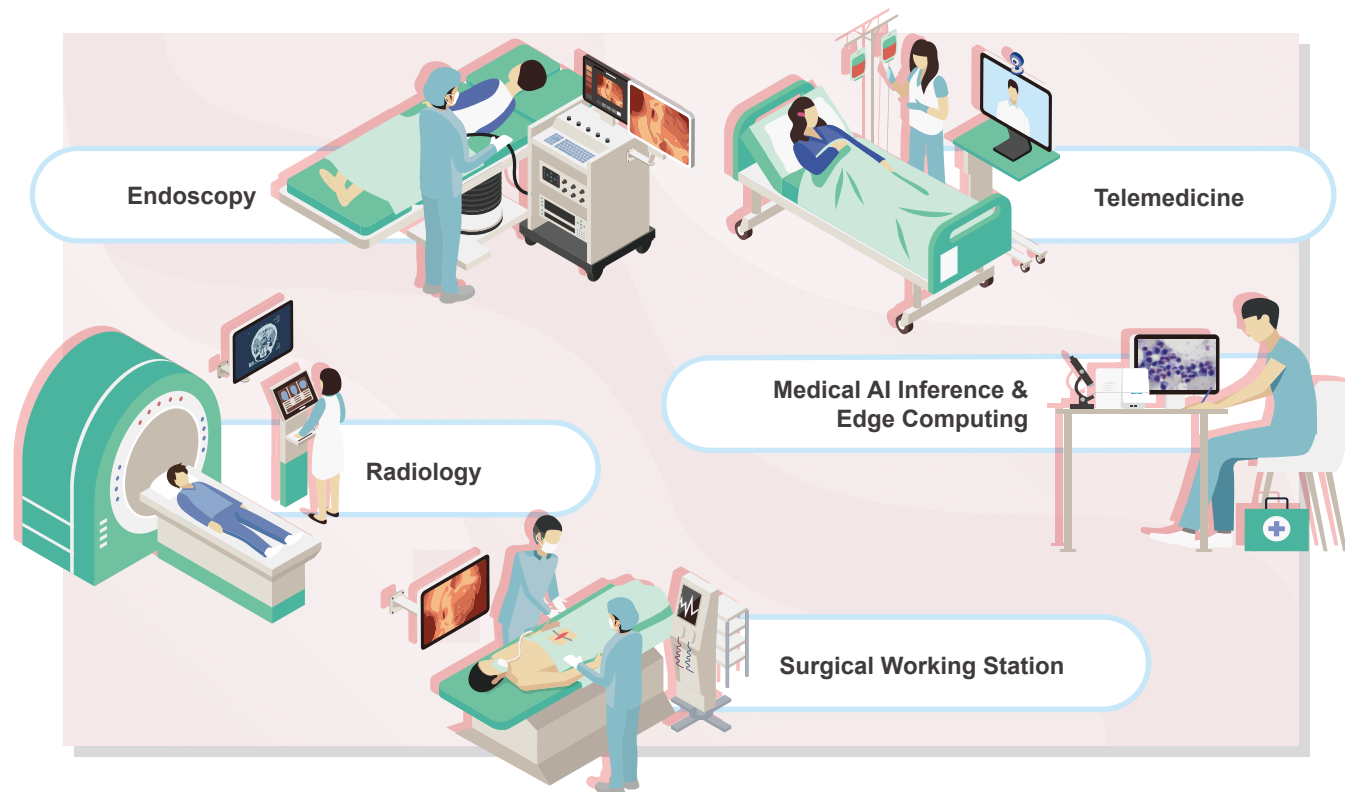 Endoscopy
Telemedicine
Medical AI Inference &
Edge Computing
Radiology
Surgical Working Station